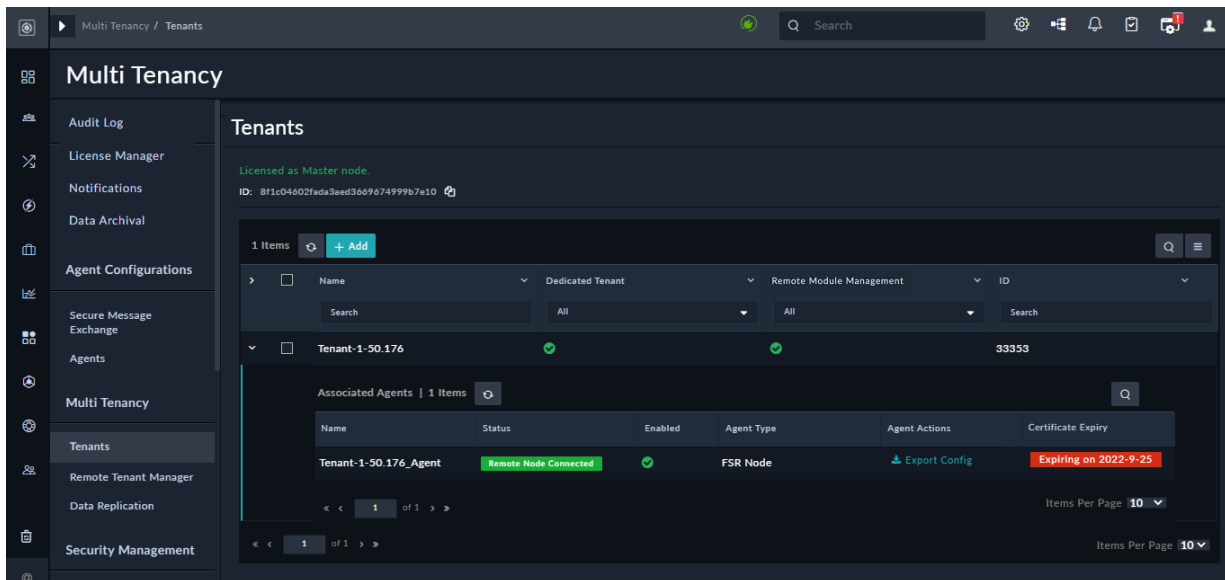 Multi Tenancy / Tenants
Search
Multi Tenancy
Audit Log
License Manager
Notifications
Data Archival
Agent Configurations
Secure Message
Exchange
Agents
Multi Tenancy
Tenants
Remote Tenant Manager
Data Replication
Security Management
Tenants
Licensed as Master node.
ID: 8f1c04602fada3aed3669674999b7e10
1 Items + Add
Name Dedicated Tenant Remote Module Management ID
Search All All Search
Tenant-1-50.176 33353
Associated Agents | 1 Items
Name Status Enabled Agent Type Agent Actions Certificate Expiry
Tenant-1-50.176_Agent Remote Node Connected FSR Node Export Config Expiring on 2022-9-25
« ‹ 1 of 1 › » Items Per Page 10
« ‹ 1 of 1 › » Items Per Page 10